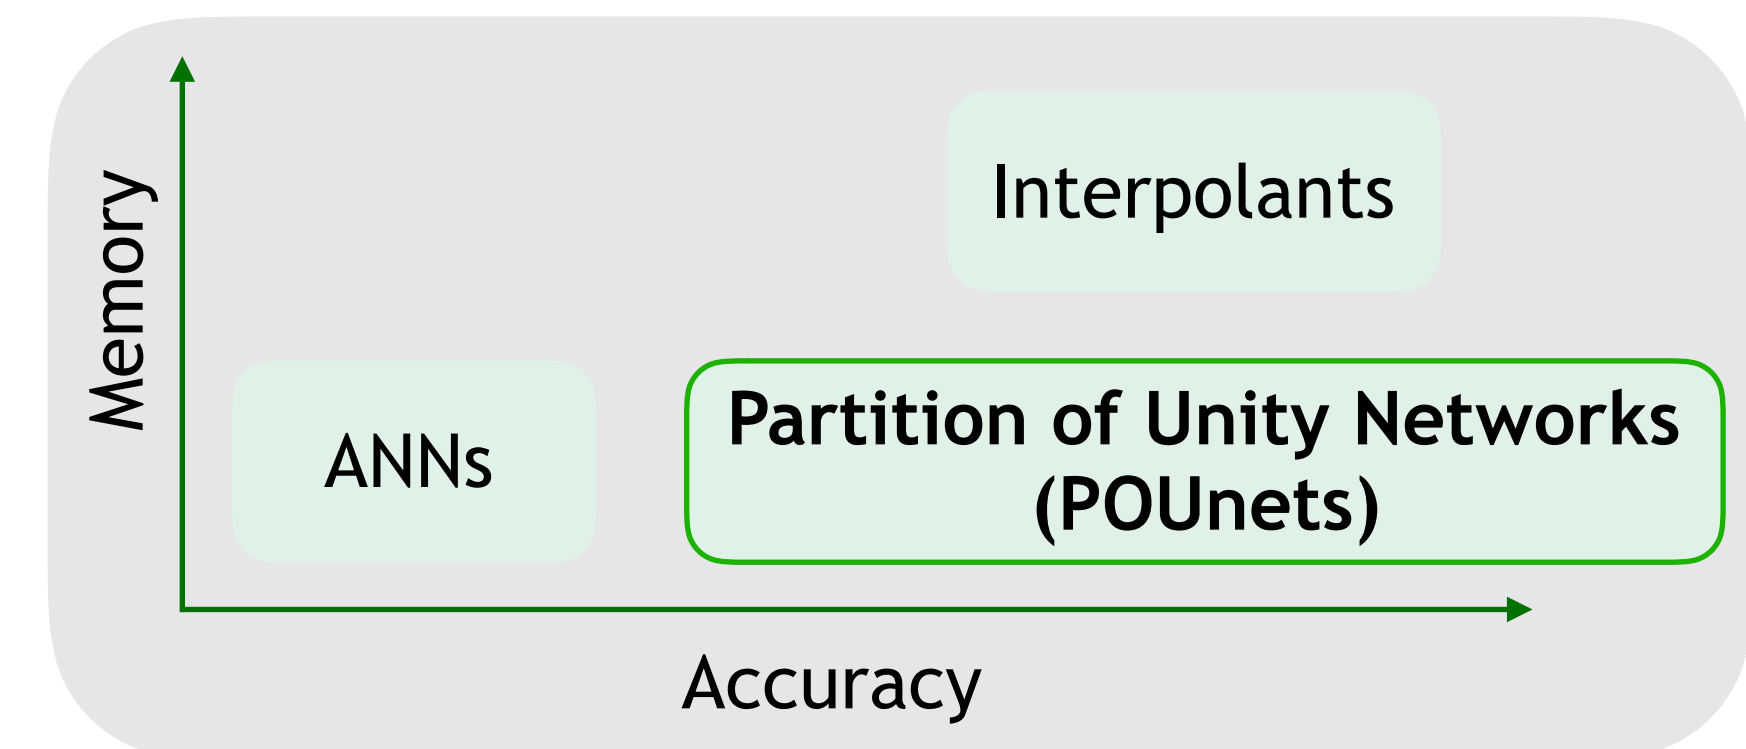 Memory
Interpolants
ANNs
Partition of Unity Networks
(POUnets)
Accuracy